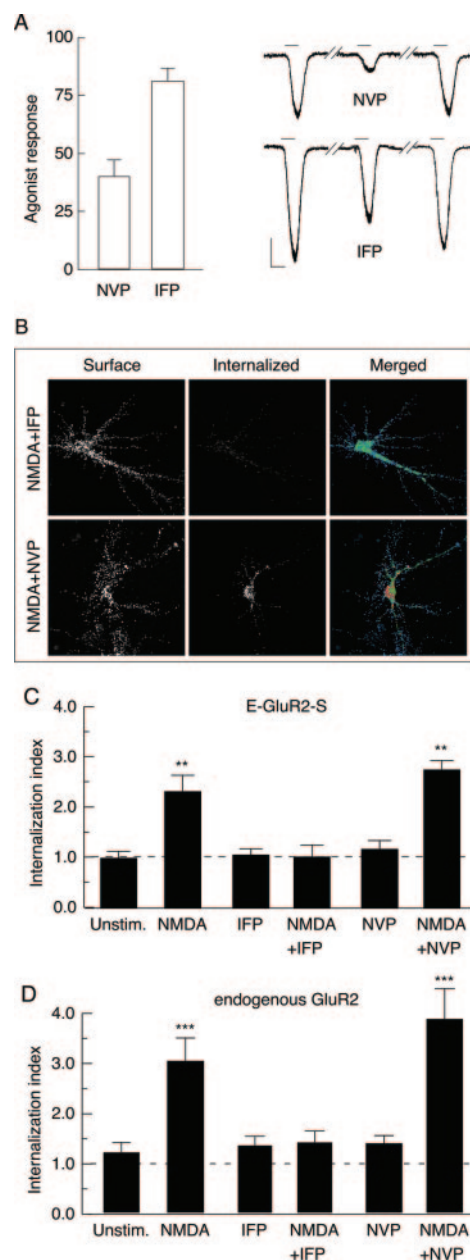 A
100
75
50
25
0
Agonist response
NVP IFP
NVP
IFP
B
Surface Internalized Merged
NMDA+IFP
NMDA+NVP
C
E-GluR2-S
4.0
3.0
2.0
1.0
0.0
Internalization index
** **
Unstim. NMDA IFP NMDA +IFP NVP NMDA +NVP
D
endogenous GluR2
4.0
3.0
2.0
1.0
0.0
Internalization index
*** ***
Unstim. NMDA IFP NMDA +IFP NVP NMDA +NVP